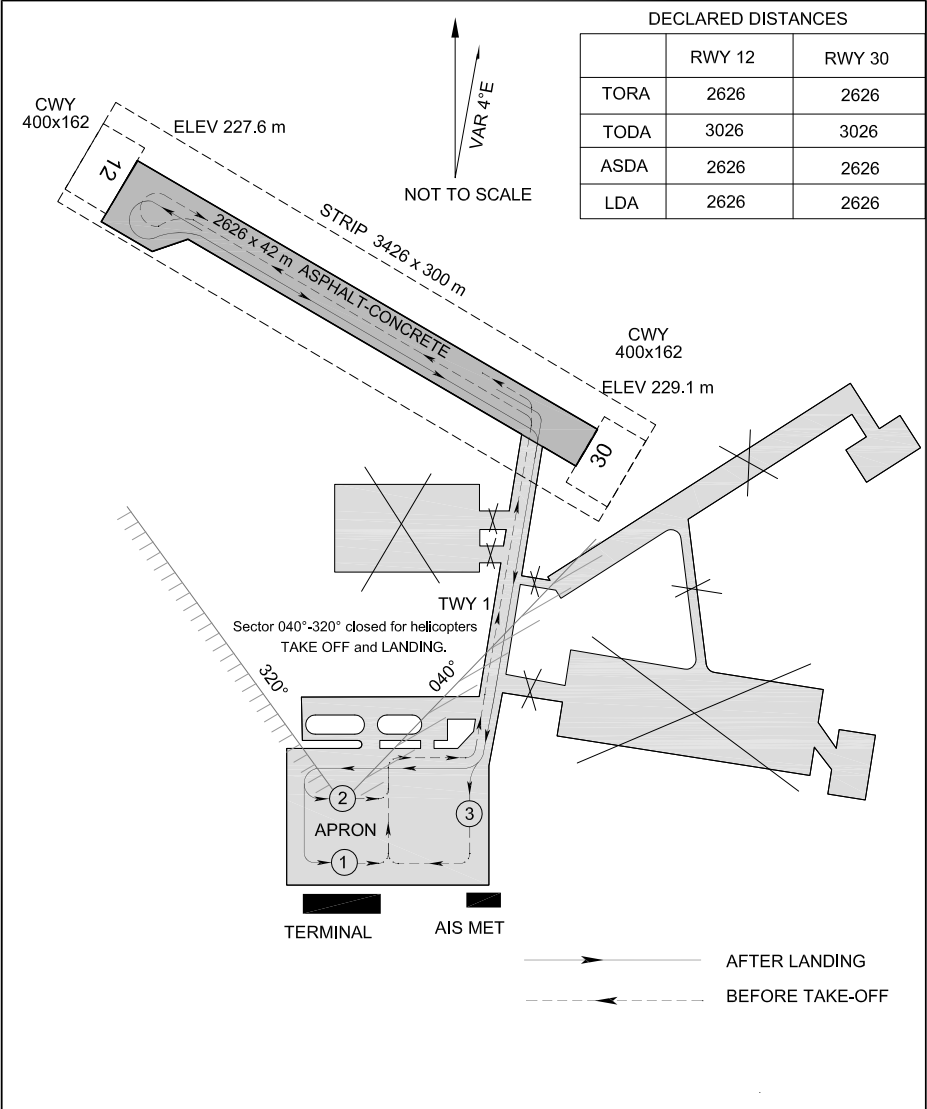 DECLARED DISTANCES
RWY 12 RWY 30
TORA 2626 2626
TODA 3026 3026
ASDA 2626 2626
LDA 2626 2626
VAR 4°E
NOT TO SCALE
CWY
400x162
ELEV 227.6 m
12
STRIP 3426 x 300 m
2626 x 42 m ASPHALT-CONCRETE
CWY
400x162
ELEV 229.1 m
30
TWY 1
Sector 040°-320° closed for helicopters
TAKE OFF and LANDING.
320°
040°
2
3
APRON
1
TERMINAL
AIS MET
AFTER LANDING
BEFORE TAKE-OFF